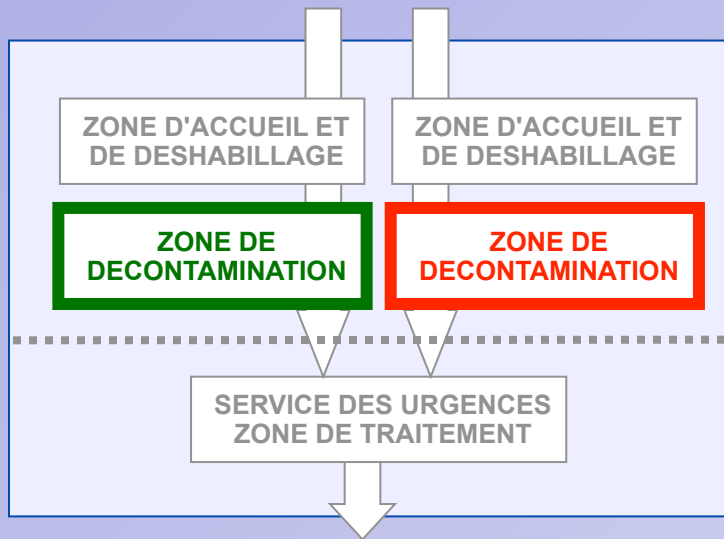 ZONE D'ACCUEIL ET
DE DESHABILLAGE
ZONE D'ACCUEIL ET
DE DESHABILLAGE
ZONE DE
DECONTAMINATION
ZONE DE
DECONTAMINATION
SERVICE DES URGENCES
ZONE DE TRAITEMENT